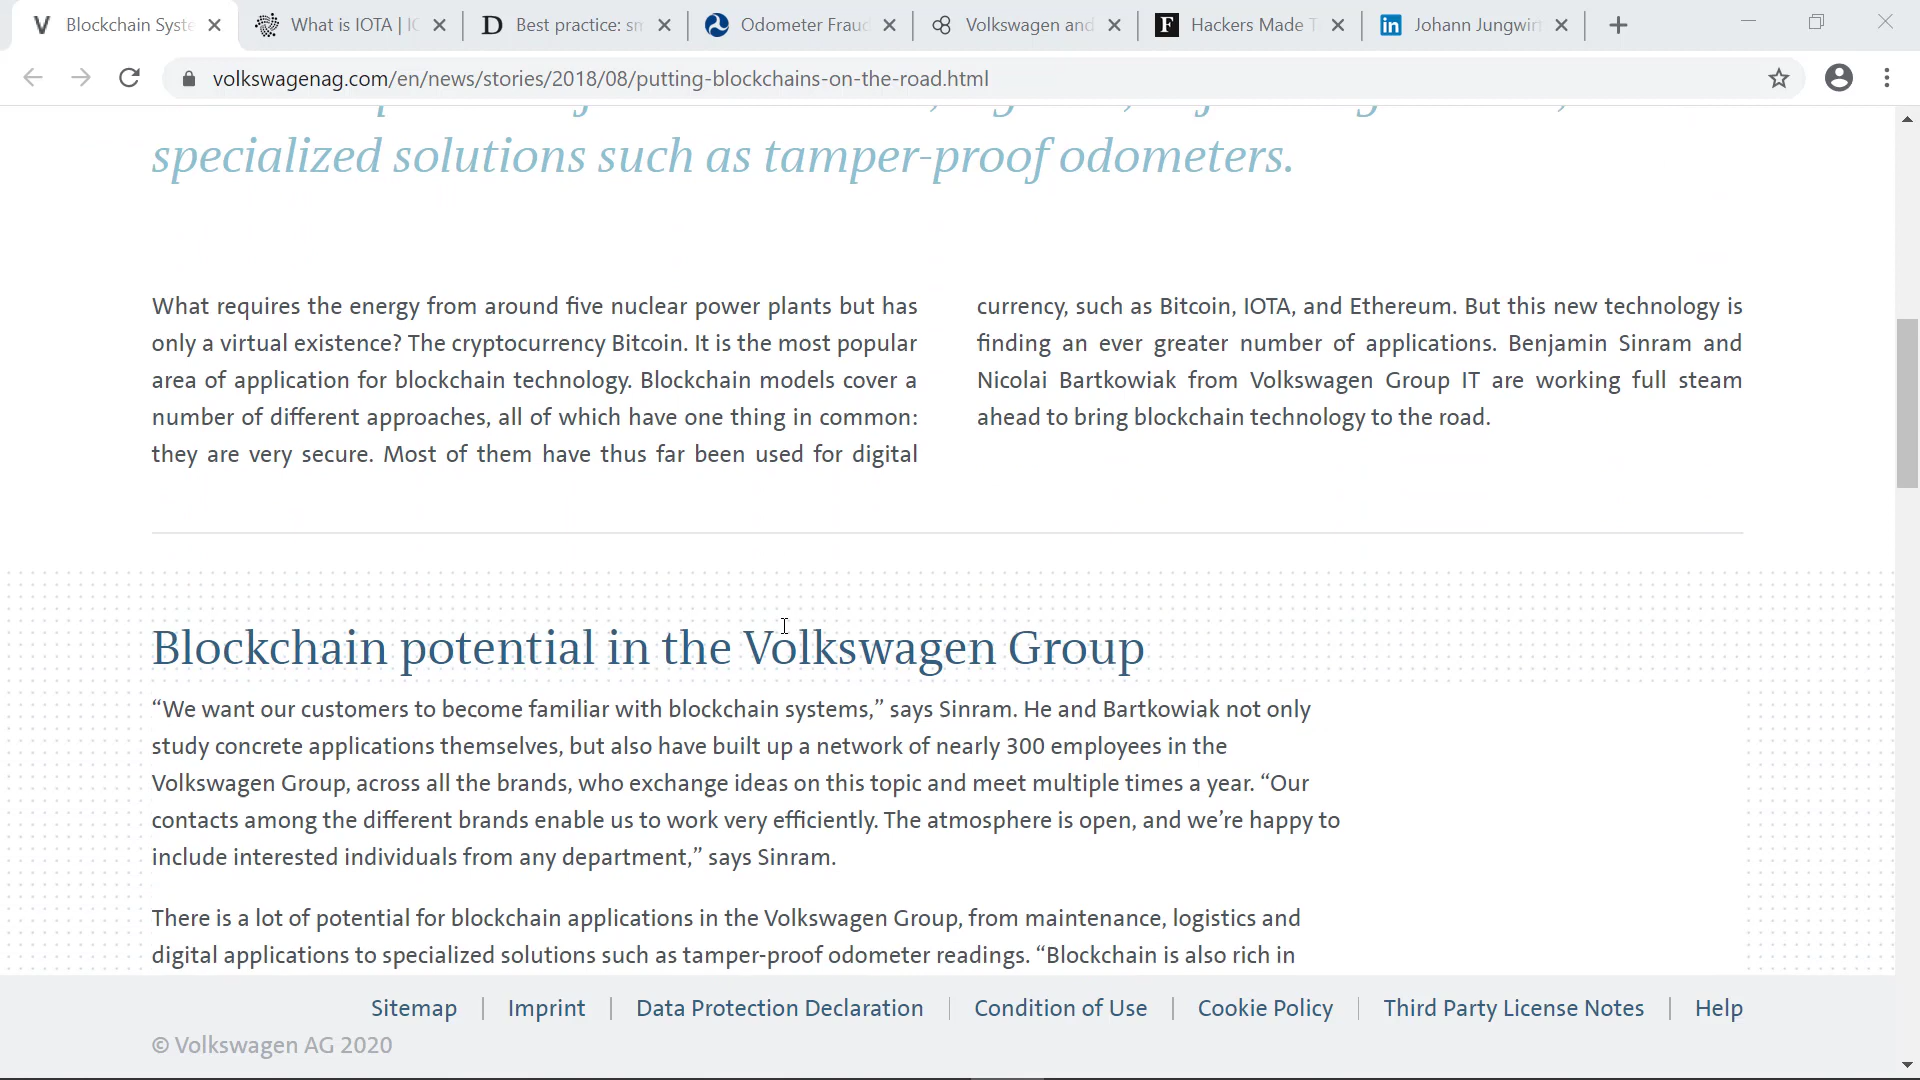 Blockchain Syste
What is IOTA | IO
Best practice: sm
Odometer Fraud
Volkswagen and
Hackers Made T
Johann Jungwir
volkswagenag.com/en/news/stories/2018/08/putting-blockchains-on-the-road.html
specialized solutions such as tamper-proof odometers.
What requires the energy from around five nuclear power plants but has
only a virtual existence? The cryptocurrency Bitcoin. It is the most popular
area of application for blockchain technology. Blockchain models cover a
number of different approaches, all of which have one thing in common:
they are very secure. Most of them have thus far been used for digital
currency, such as Bitcoin, IOTA, and Ethereum. But this new technology is
finding an ever greater number of applications. Benjamin Sinram and
Nicolai Bartkowiak from Volkswagen Group IT are working full steam
ahead to bring blockchain technology to the road.
Blockchain potential in the Volkswagen Group
“We want our customers to become familiar with blockchain systems,” says Sinram. He and Bartkowiak not only
study concrete applications themselves, but also have built up a network of nearly 300 employees in the
Volkswagen Group, across all the brands, who exchange ideas on this topic and meet multiple times a year. “Our
contacts among the different brands enable us to work very efficiently. The atmosphere is open, and we’re happy to
include interested individuals from any department,” says Sinram.
There is a lot of potential for blockchain applications in the Volkswagen Group, from maintenance, logistics and
digital applications to specialized solutions such as tamper-proof odometer readings. “Blockchain is also rich in
Sitemap | Imprint | Data Protection Declaration | Condition of Use | Cookie Policy | Third Party License Notes | Help
© Volkswagen AG 2020